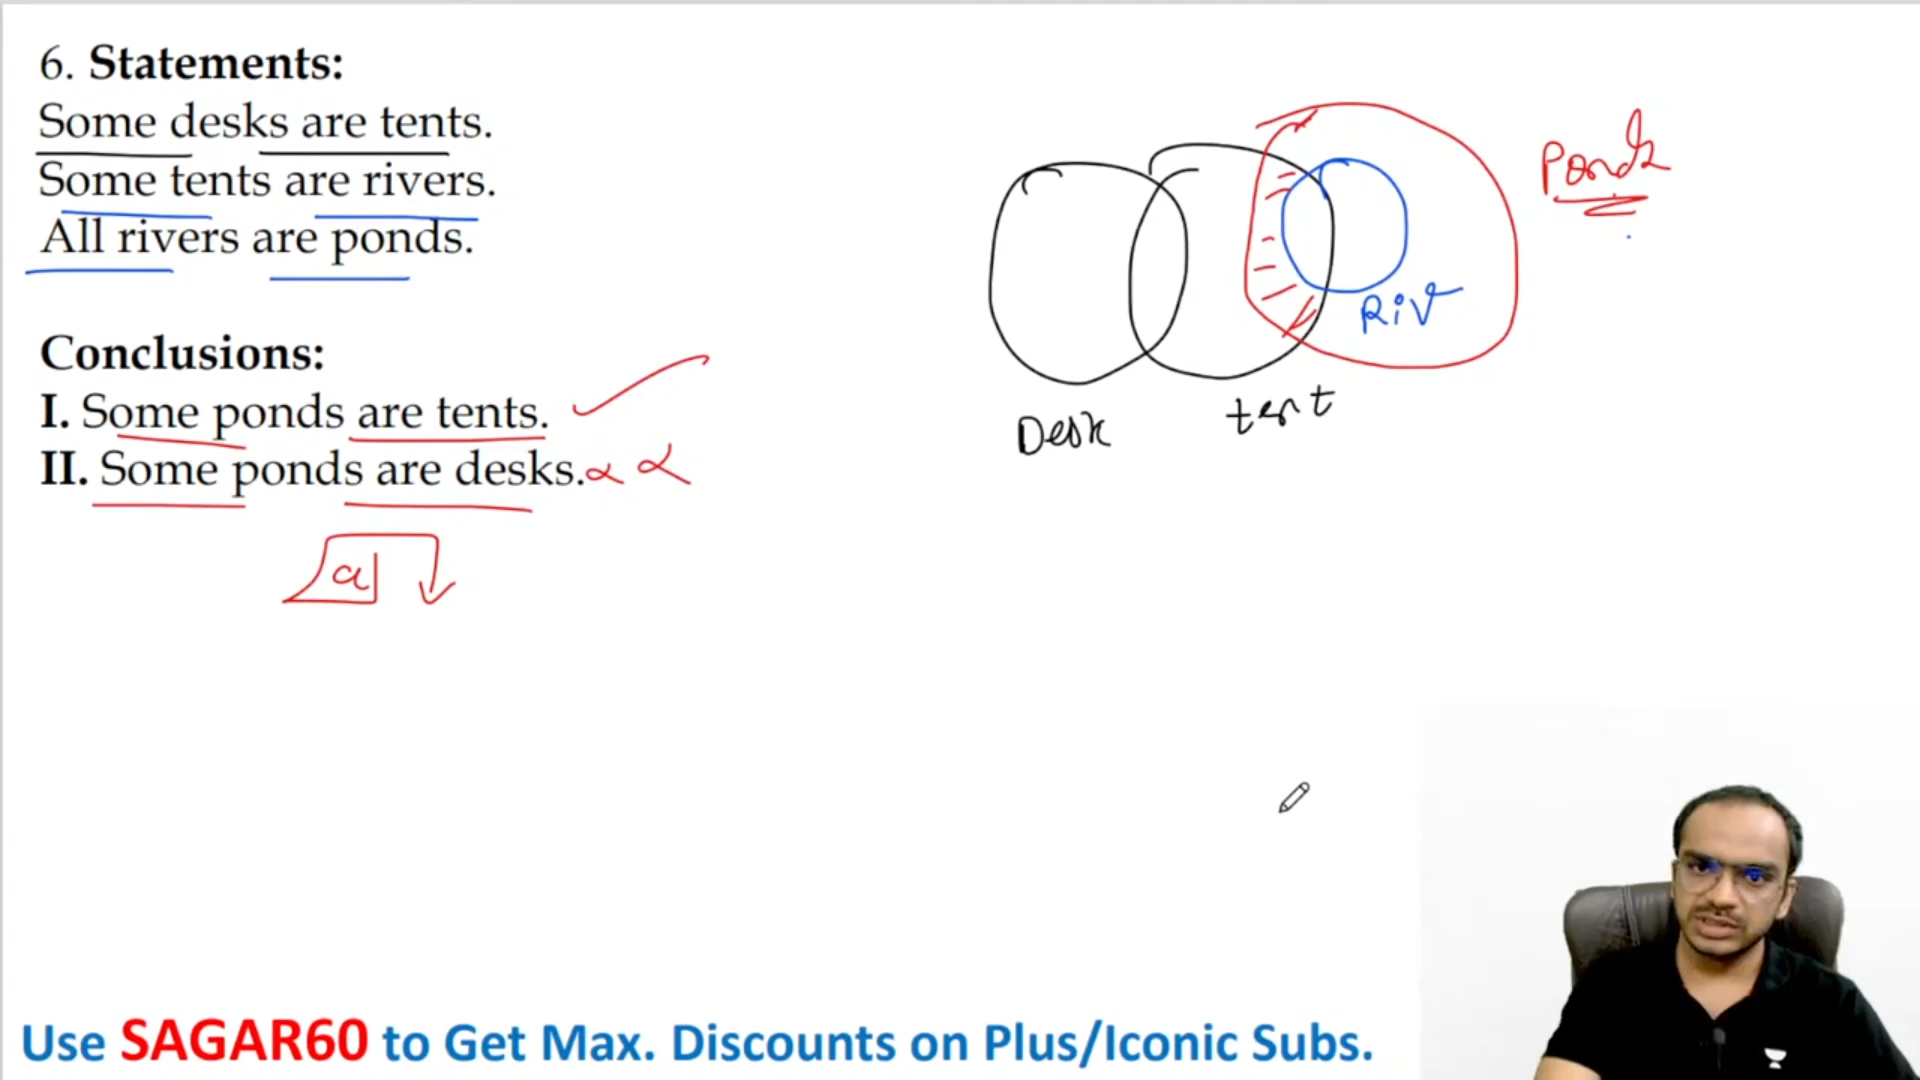 6. Statements:
Some desks are tents.
Some tents are rivers.
All rivers are ponds.
Conclusions:
I. Some ponds are tents.
II. Some ponds are desks.
a
Ponds
Riv
Desk
tent
Use SAGAR60 to Get Max. Discounts on Plus/Iconic Subs.